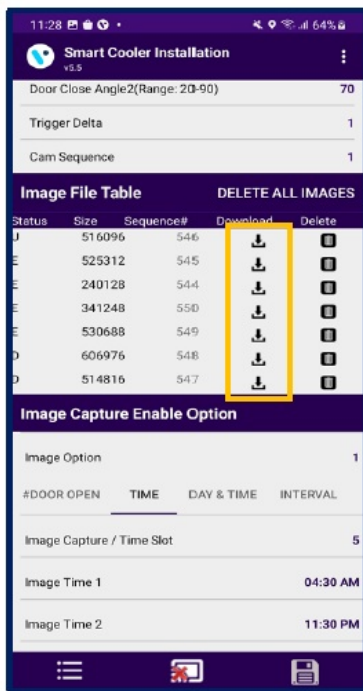 11:28 64%
Smart Cooler Installation
v5.5
Door Close Angle2(Range: 20-90) 70
Trigger Delta 1
Cam Sequence 1
Image File Table DELETE ALL IMAGES
Status Size Sequence# Download Delete
U 516096 546
E 525312 545
E 240128 544
E 341248 550
E 530688 549
D 606976 548
D 514816 547
Image Capture Enable Option
Image Option 1
#DOOR OPEN TIME DAY & TIME INTERVAL
Image Capture / Time Slot 5
Image Time 1 04:30 AM
Image Time 2 11:30 PM